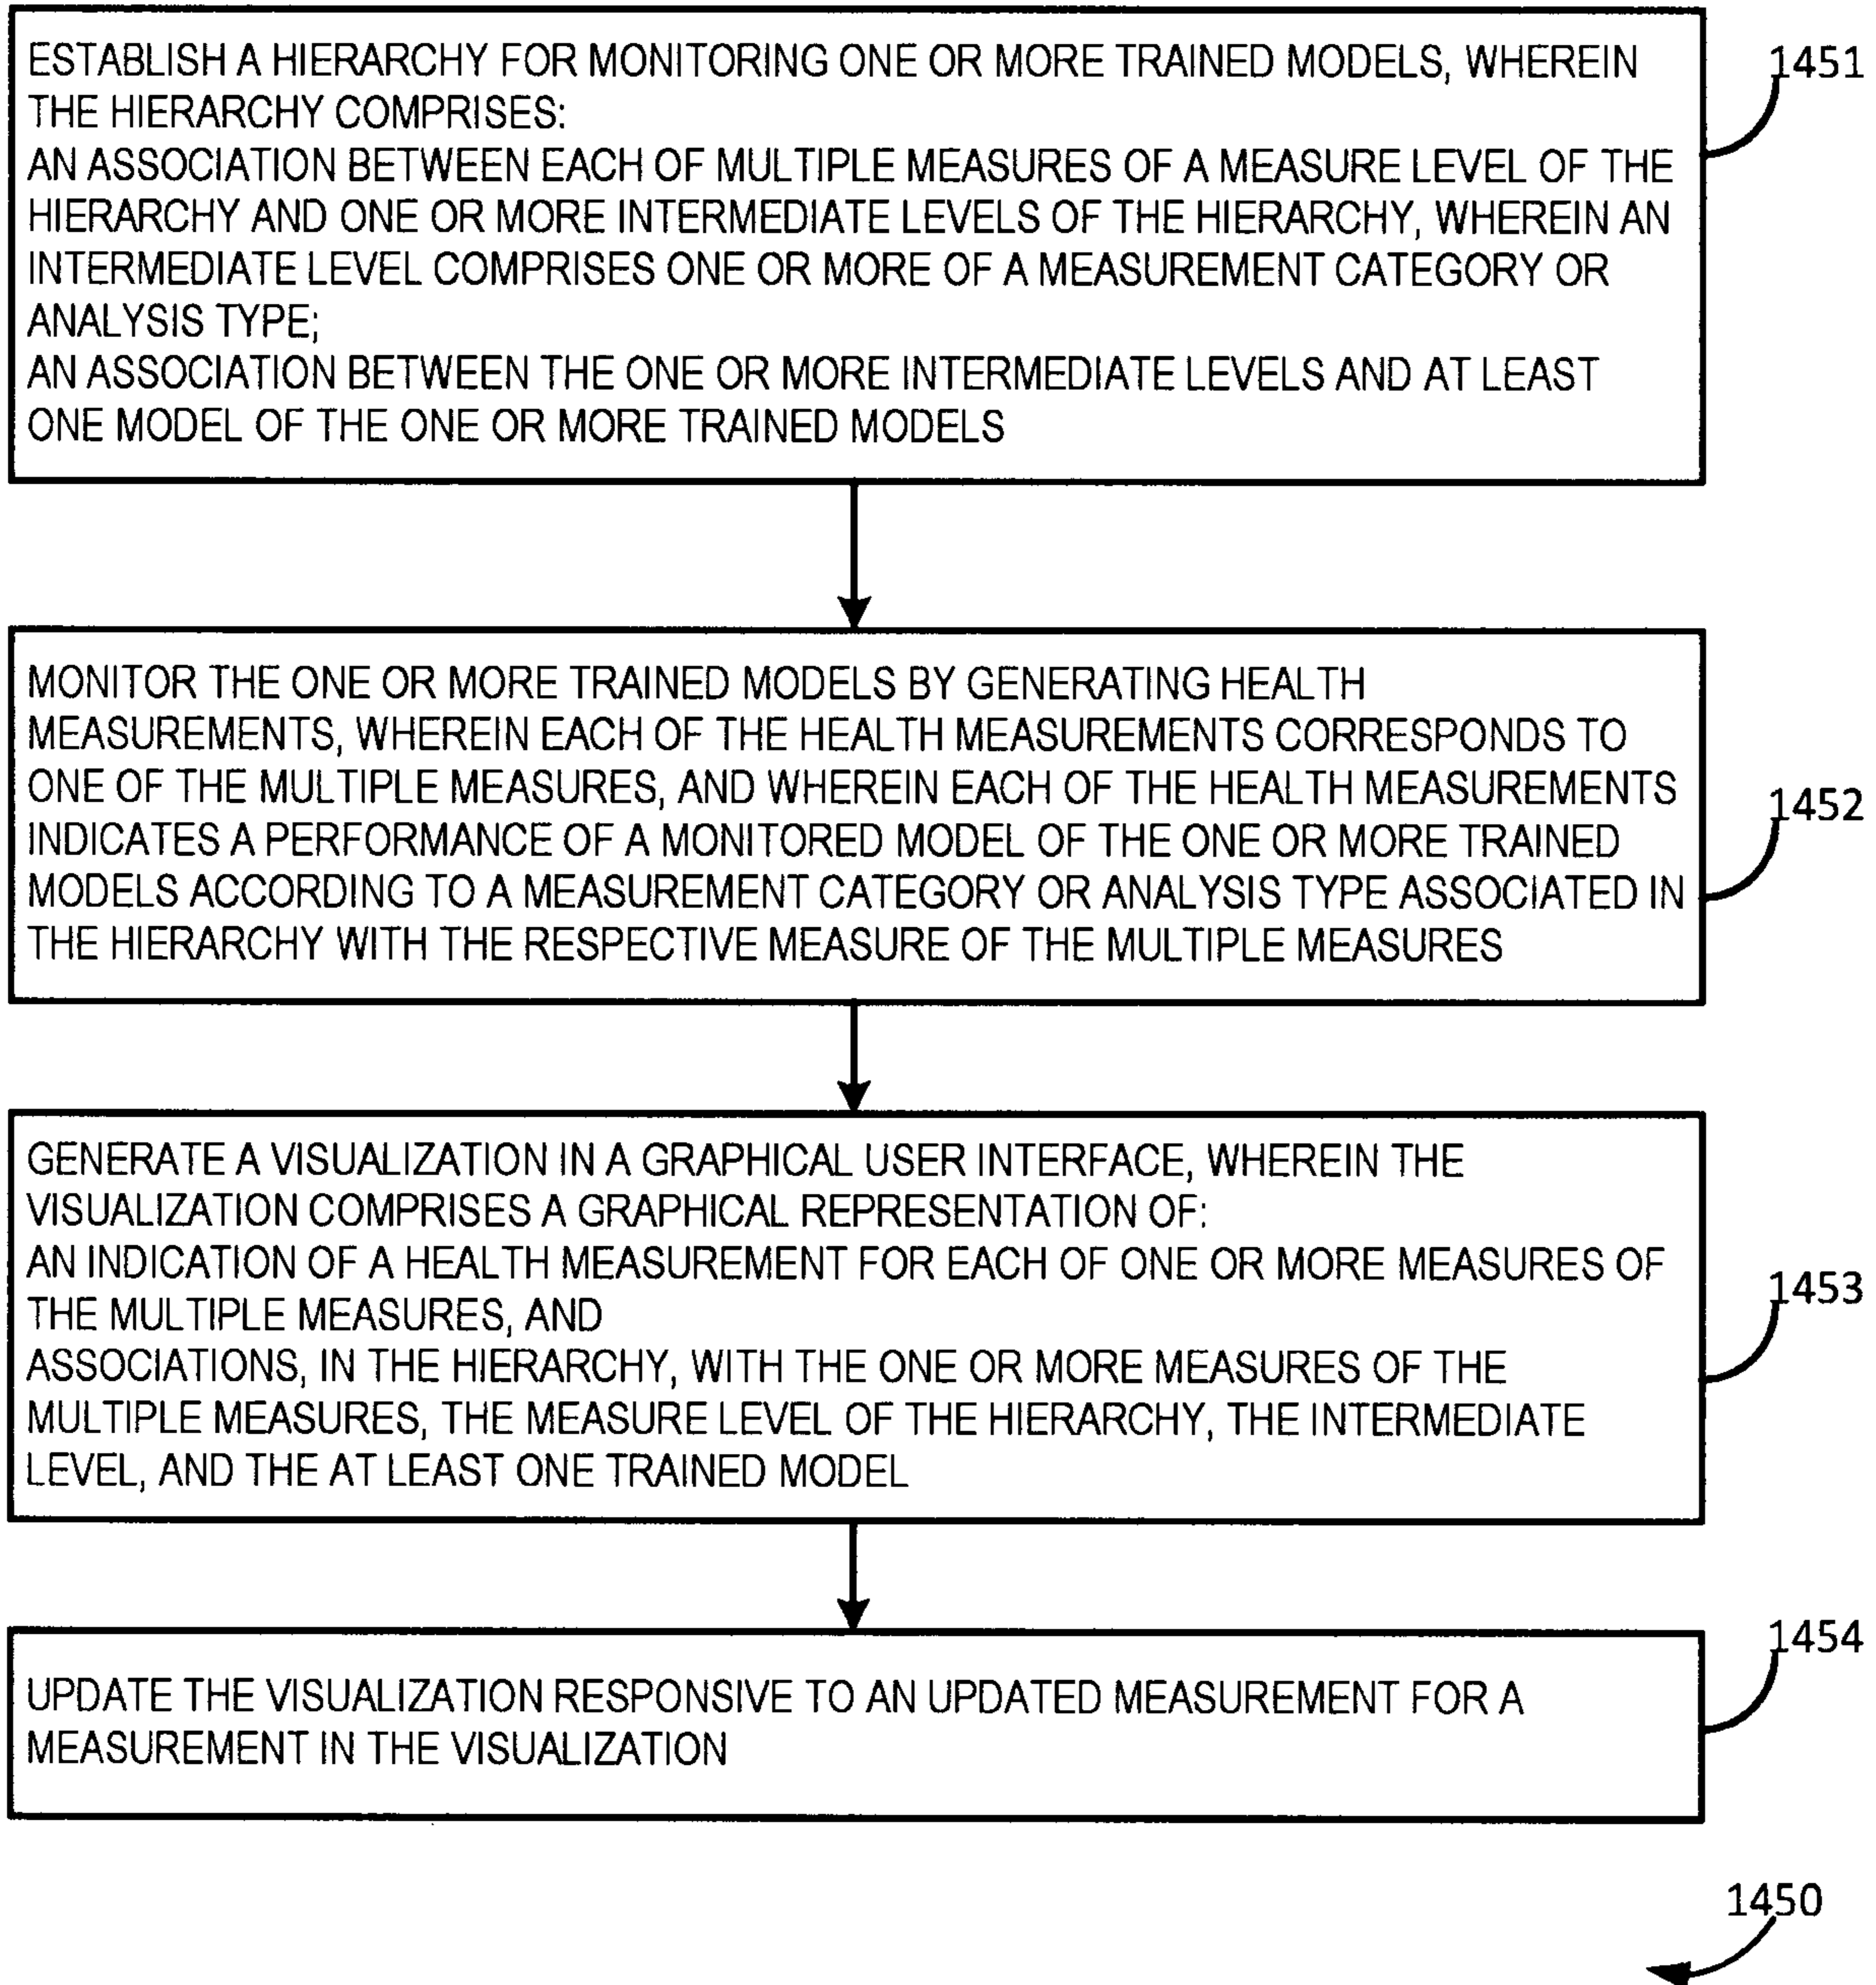 ESTABLISH A HIERARCHY FOR MONITORING ONE OR MORE TRAINED MODELS, WHEREIN
THE HIERARCHY COMPRISES:
AN ASSOCIATION BETWEEN EACH OF MULTIPLE MEASURES OF A MEASURE LEVEL OF THE
HIERARCHY AND ONE OR MORE INTERMEDIATE LEVELS OF THE HIERARCHY, WHEREIN AN
INTERMEDIATE LEVEL COMPRISES ONE OR MORE OF A MEASUREMENT CATEGORY OR
ANALYSIS TYPE;
AN ASSOCIATION BETWEEN THE ONE OR MORE INTERMEDIATE LEVELS AND AT LEAST
ONE MODEL OF THE ONE OR MORE TRAINED MODELS
1451
MONITOR THE ONE OR MORE TRAINED MODELS BY GENERATING HEALTH
MEASUREMENTS, WHEREIN EACH OF THE HEALTH MEASUREMENTS CORRESPONDS TO
ONE OF THE MULTIPLE MEASURES, AND WHEREIN EACH OF THE HEALTH MEASUREMENTS
INDICATES A PERFORMANCE OF A MONITORED MODEL OF THE ONE OR MORE TRAINED
MODELS ACCORDING TO A MEASUREMENT CATEGORY OR ANALYSIS TYPE ASSOCIATED IN
THE HIERARCHY WITH THE RESPECTIVE MEASURE OF THE MULTIPLE MEASURES
1452
GENERATE A VISUALIZATION IN A GRAPHICAL USER INTERFACE, WHEREIN THE
VISUALIZATION COMPRISES A GRAPHICAL REPRESENTATION OF:
AN INDICATION OF A HEALTH MEASUREMENT FOR EACH OF ONE OR MORE MEASURES OF
THE MULTIPLE MEASURES, AND
ASSOCIATIONS, IN THE HIERARCHY, WITH THE ONE OR MORE MEASURES OF THE
MULTIPLE MEASURES, THE MEASURE LEVEL OF THE HIERARCHY, THE INTERMEDIATE
LEVEL, AND THE AT LEAST ONE TRAINED MODEL
1453
UPDATE THE VISUALIZATION RESPONSIVE TO AN UPDATED MEASUREMENT FOR A
MEASUREMENT IN THE VISUALIZATION
1454
1450